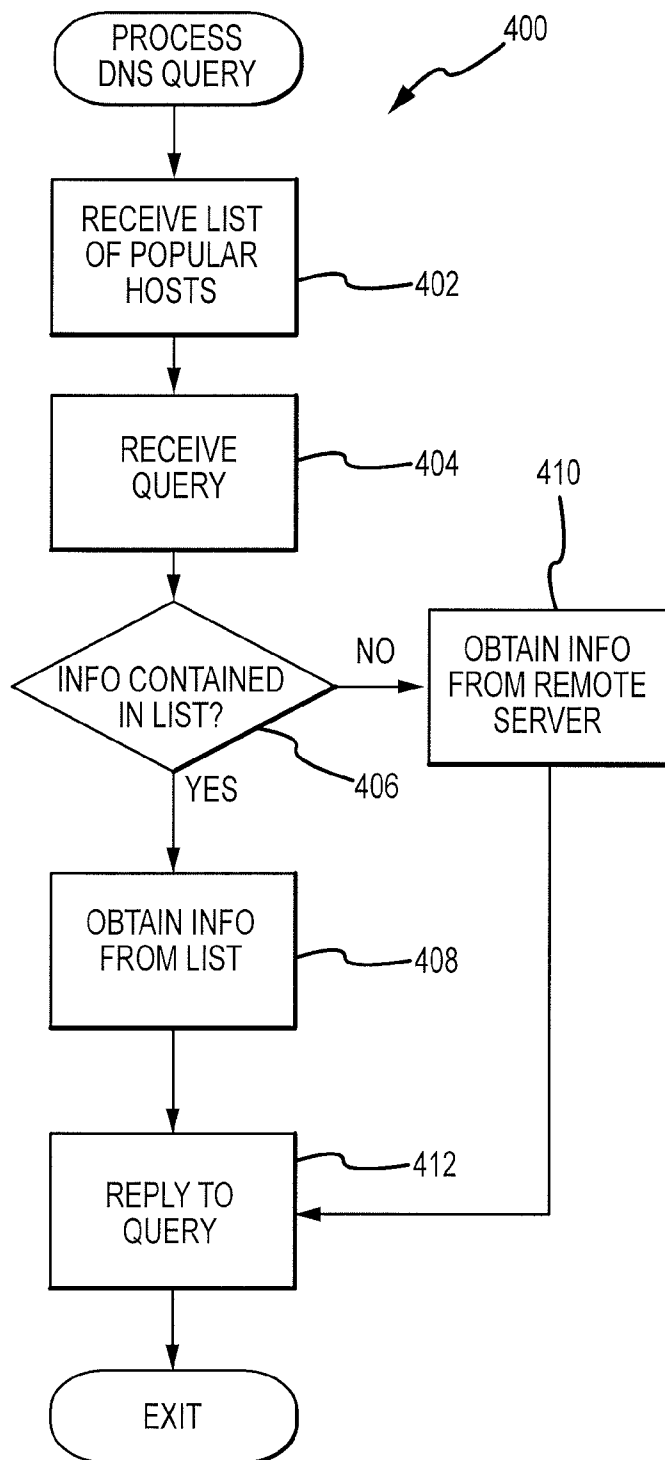 PROCESS
DNS QUERY
400
RECEIVE LIST
OF POPULAR
HOSTS
402
RECEIVE
QUERY
404
410
INFO CONTAINED
IN LIST?
NO
OBTAIN INFO
FROM REMOTE
SERVER
406
YES
OBTAIN INFO
FROM LIST
408
412
REPLY TO
QUERY
EXIT